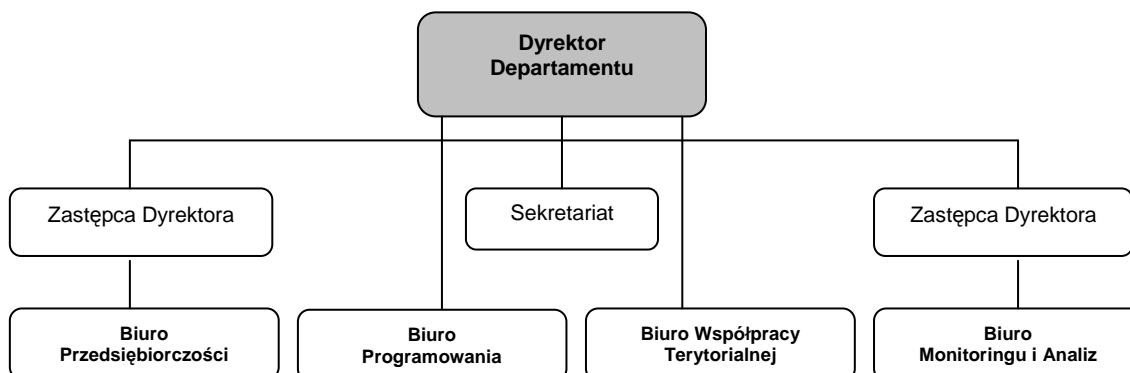 Dyrektor
Departamentu
Zastępca Dyrektora
Sekretariat
Zastępca Dyrektora
Biuro
Przedsiębiorczości
Biuro
Programowania
Biuro Współpracy
Terytorialnej
Biuro
Monitoringu i Analiz